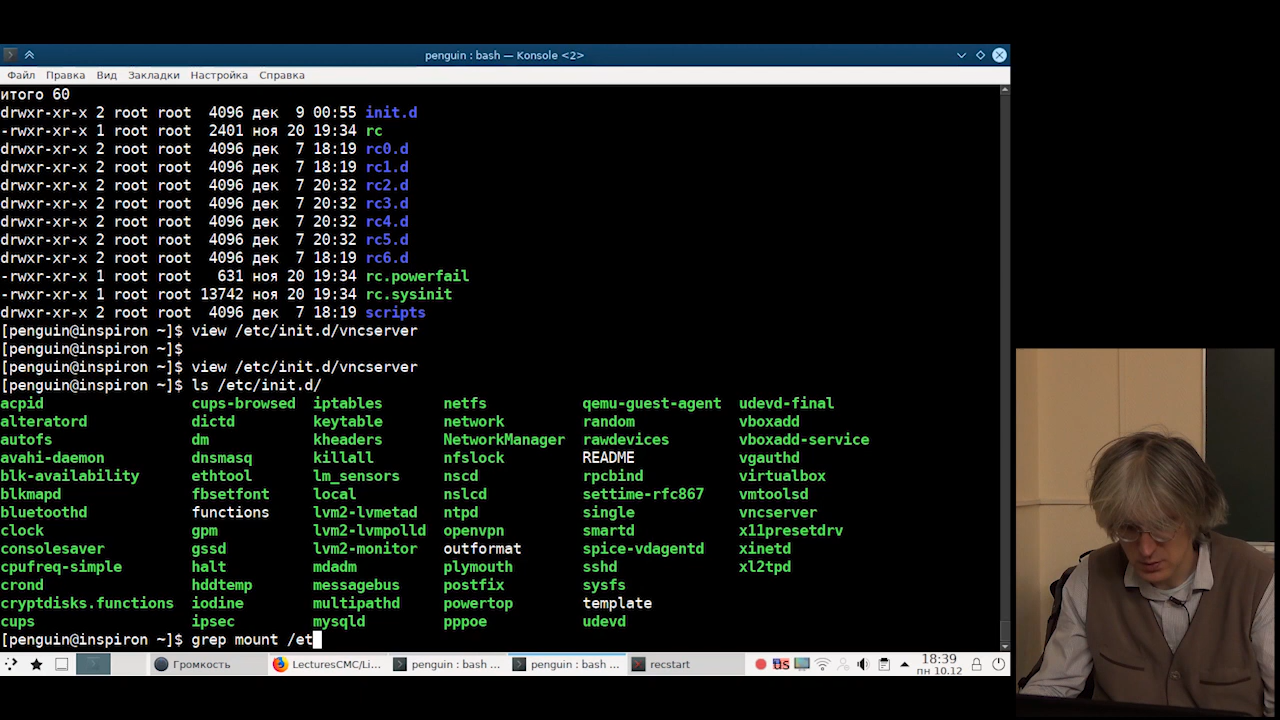 penguin : bash — Konsole <2>
Файл Правка Вид Закладки Настройка Справка
итого 60
drwxr-xr-x 2 root root  4096 дек  9 00:55 init.d
-rwxr-xr-x 1 root root  2401 ноя 20 19:34 rc
drwxr-xr-x 2 root root  4096 дек  7 18:19 rc0.d
drwxr-xr-x 2 root root  4096 дек  7 18:19 rc1.d
drwxr-xr-x 2 root root  4096 дек  7 20:32 rc2.d
drwxr-xr-x 2 root root  4096 дек  7 20:32 rc3.d
drwxr-xr-x 2 root root  4096 дек  7 20:32 rc4.d
drwxr-xr-x 2 root root  4096 дек  7 20:32 rc5.d
drwxr-xr-x 2 root root  4096 дек  7 18:19 rc6.d
-rwxr-xr-x 1 root root   631 ноя 20 19:34 rc.powerfail
-rwxr-xr-x 1 root root 13742 ноя 20 19:34 rc.sysinit
drwxr-xr-x 2 root root  4096 дек  7 18:19 scripts
[penguin@inspiron ~]$ view /etc/init.d/vncserver
[penguin@inspiron ~]$
[penguin@inspiron ~]$ view /etc/init.d/vncserver
[penguin@inspiron ~]$ ls /etc/init.d/
acpid cups-browsed iptables netfs qemu-guest-agent udevd-final
alteratord dictd keytable network random vboxadd
autofs dm kheaders NetworkManager rawdevices vboxadd-service
avahi-daemon dnsmasq killall nfslock README vgauthd
blk-availability ethtool lm_sensors nscd rpcbind virtualbox
blkmapd fbsetfont local nslcd settime-rfc867 vmtoolsd
bluetoothd functions lvm2-lvmetad ntpd single vncserver
clock gpm lvm2-lvmpolld openvpn smartd x11presetdrv
consolesaver gssd lvm2-monitor outformat spice-vdagentd xinetd
cpufreq-simple halt mdadm plymouth sshd xl2tpd
crond hddtemp messagebus postfix sysfs
cryptdisks.functions iodine multipathd powertop template
cups ipsec mysqld pppoe udevd
[penguin@inspiron ~]$ grep mount /et
Громкость LecturesCMC/Li... penguin : bash ... penguin : bash ... recstart us 18:39
пн 10.12